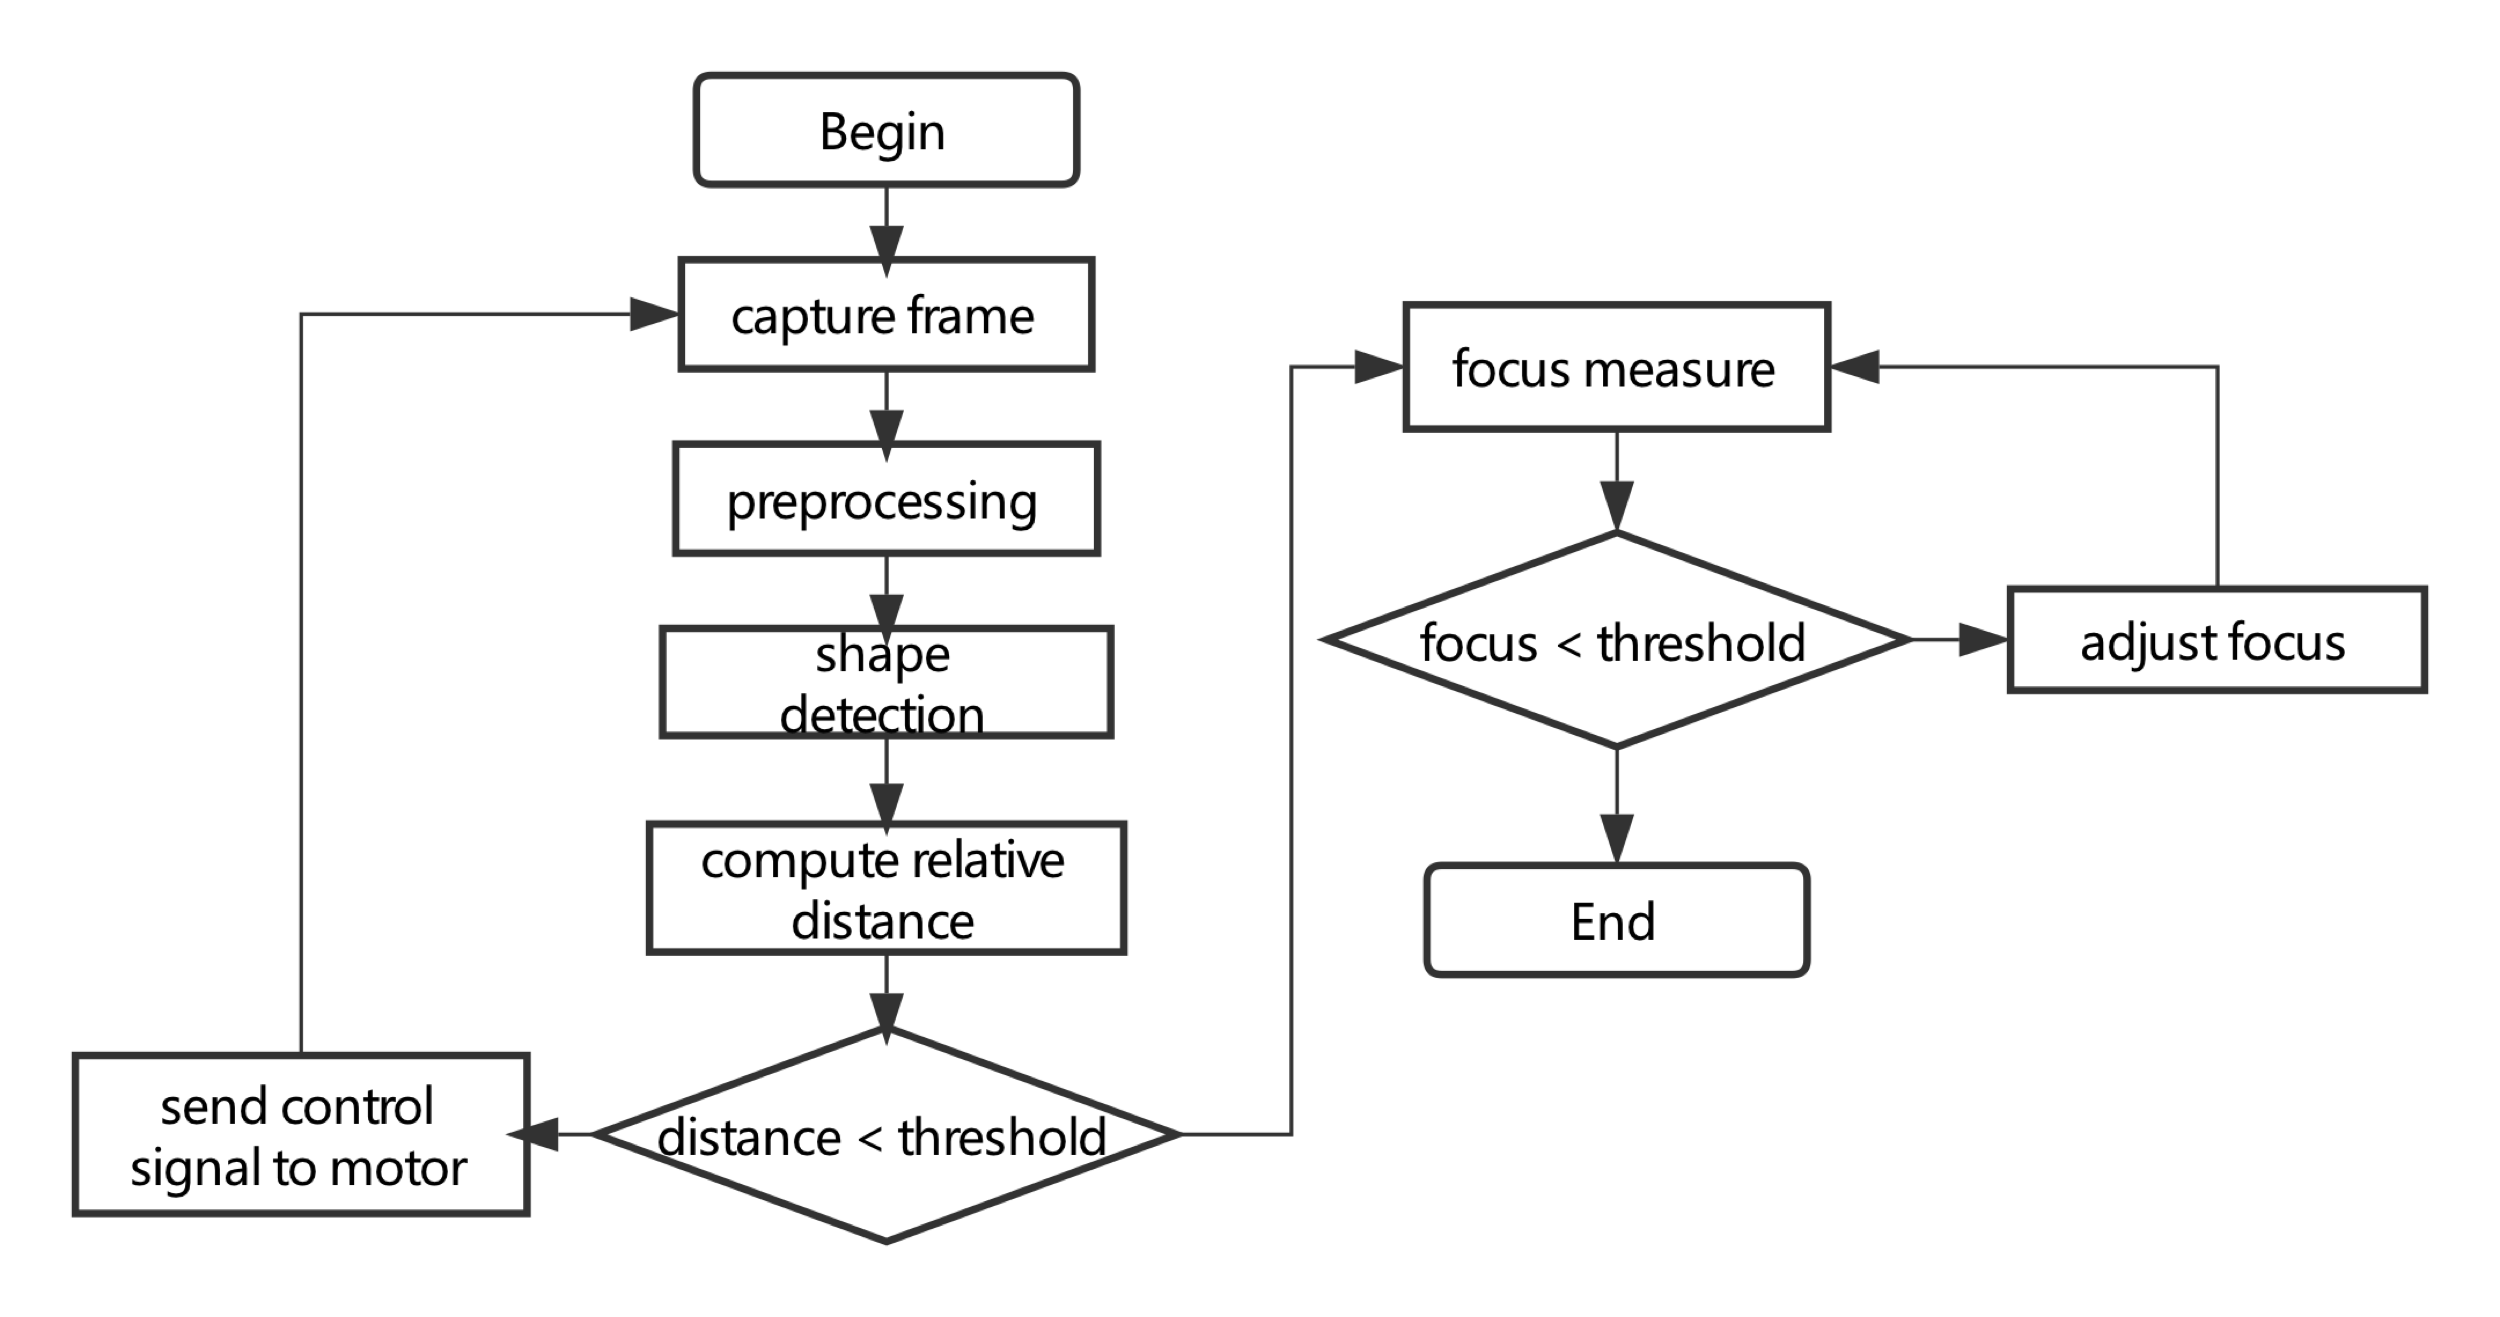 Begin
capture frame
preprocessing
shape
detection
compute relative
distance
distance < threshold
send control
signal to motor
focus measure
focus < threshold
adjust focus
End